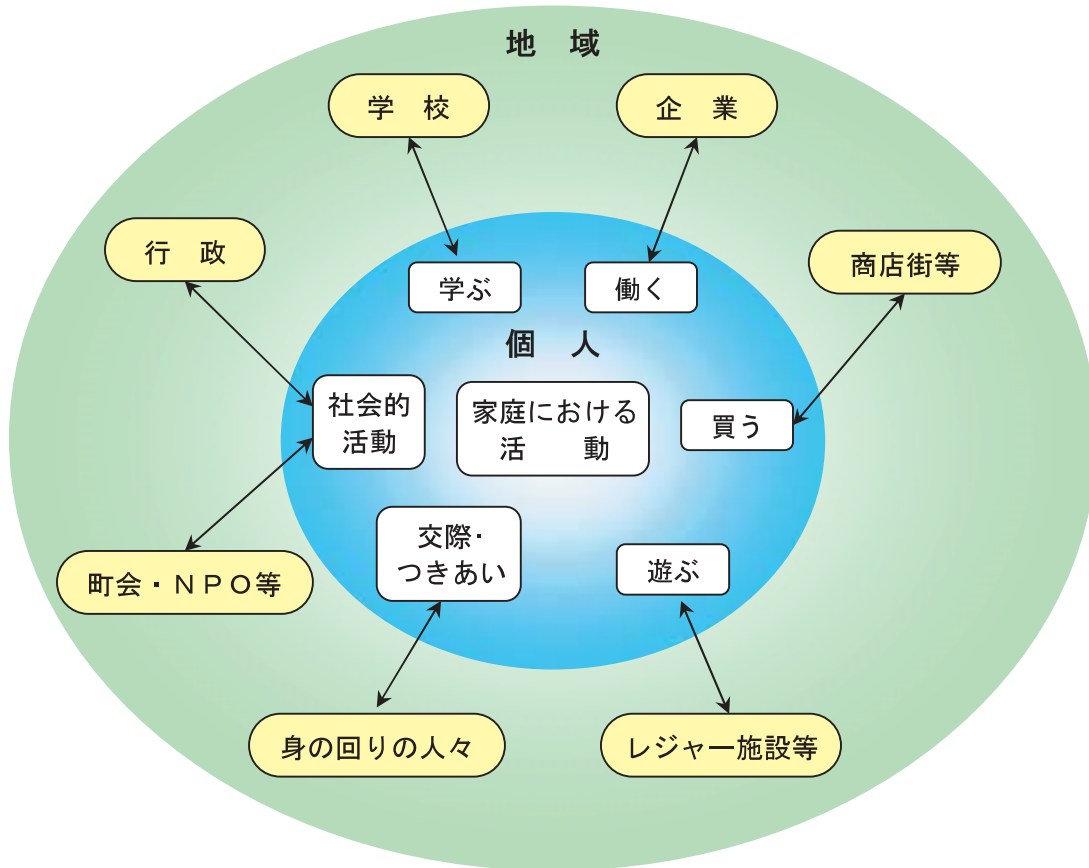 地　域
学　校
企　業
行　政
商店街等
学ぶ
働く
個　人
社会的
活動
家庭における
活　　動
買う
交際・
つきあい
遊ぶ
町会・ＮＰＯ等
身の回りの人々
レジャー施設等